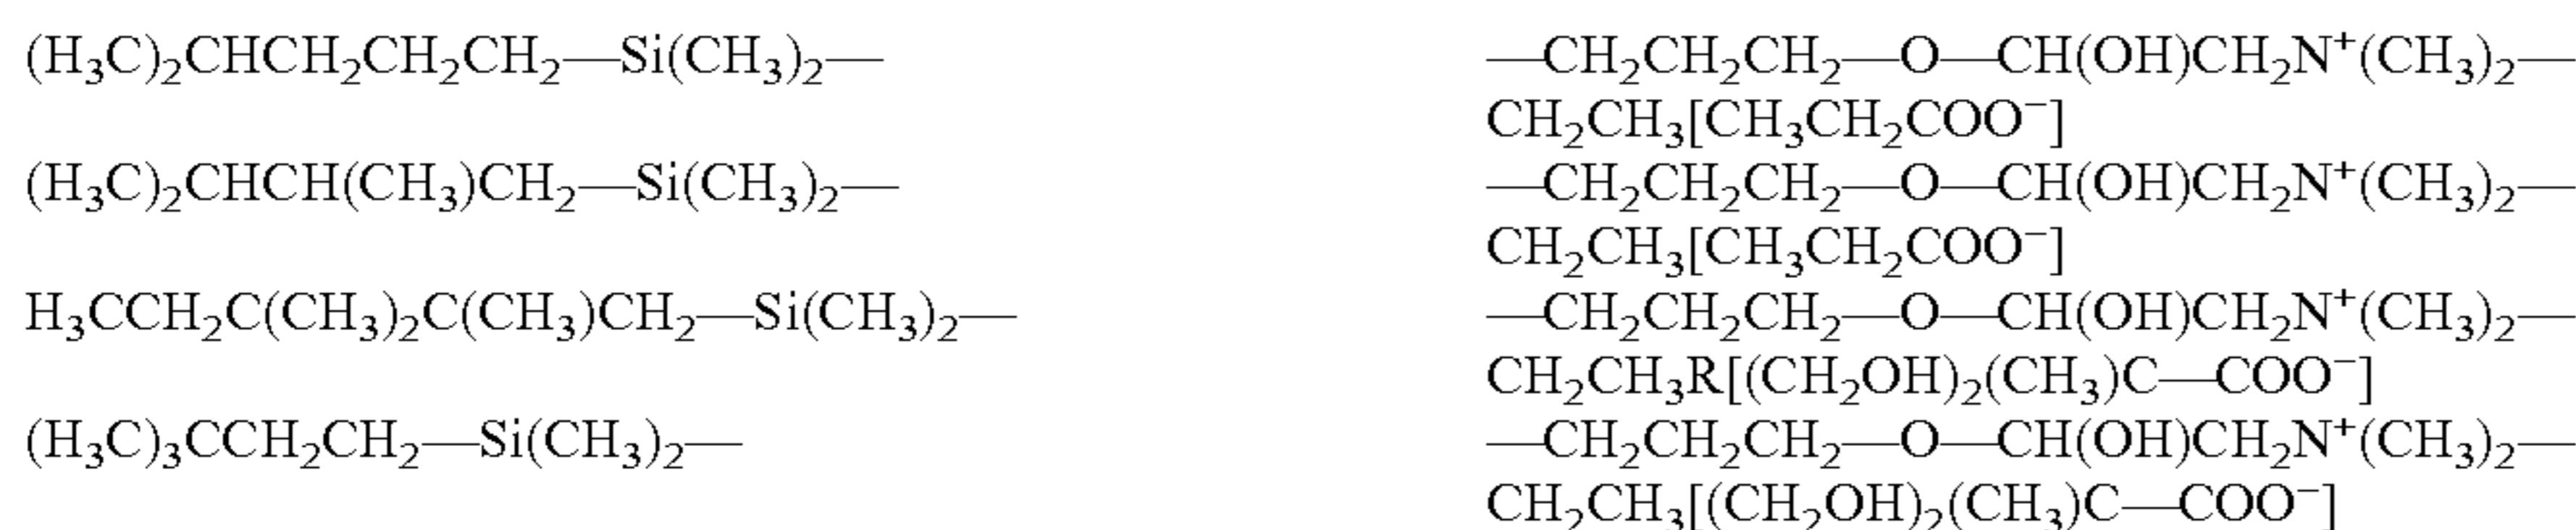 (H₃C)₂CHCH₂CH₂CH₂—Si(CH₃)₂— —CH₂CH₂CH₂—O—CH(OH)CH₂N⁺(CH₃)₂—
CH₂CH₃[CH₃CH₂COO⁻]
(H₃C)₂CHCH(CH₃)CH₂—Si(CH₃)₂— —CH₂CH₂CH₂—O—CH(OH)CH₂N⁺(CH₃)₂—
CH₂CH₃[CH₃CH₂COO⁻]
H₃CCH₂C(CH₃)₂C(CH₃)CH₂—Si(CH₃)₂— —CH₂CH₂CH₂—O—CH(OH)CH₂N⁺(CH₃)₂—
CH₂CH₃R[(CH₂OH)₂(CH₃)C—COO⁻]
(H₃C)₃CCH₂CH₂—Si(CH₃)₂— —CH₂CH₂CH₂—O—CH(OH)CH₂N⁺(CH₃)₂—
CH₂CH₃[(CH₂OH)₂(CH₃)C—COO⁻]